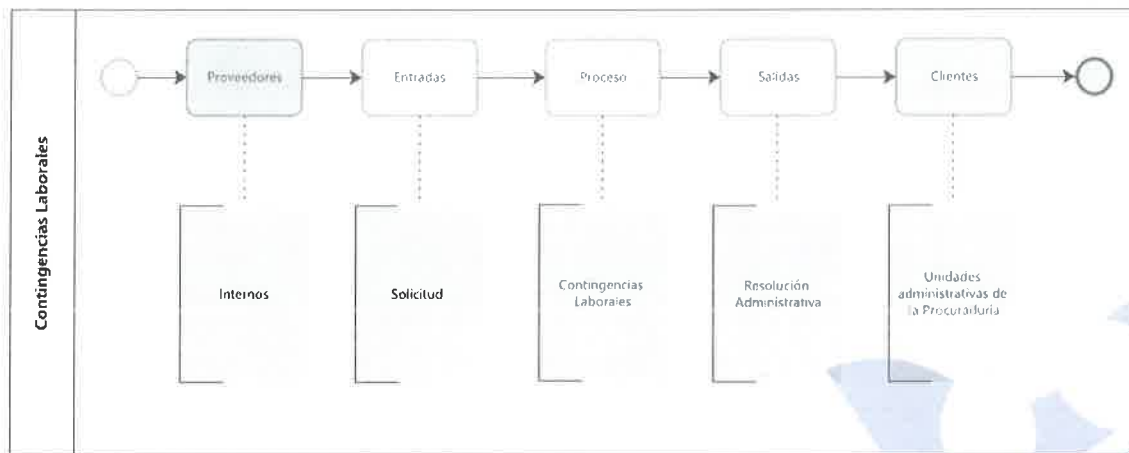 Contingencias Laborales
Proveedores
Entradas
Proceso
Salidas
Clientes
Internos
Solicitud
Contingencias
Laborales
Resolución
Administrativa
Unidades
administrativas de
la Procuraduría